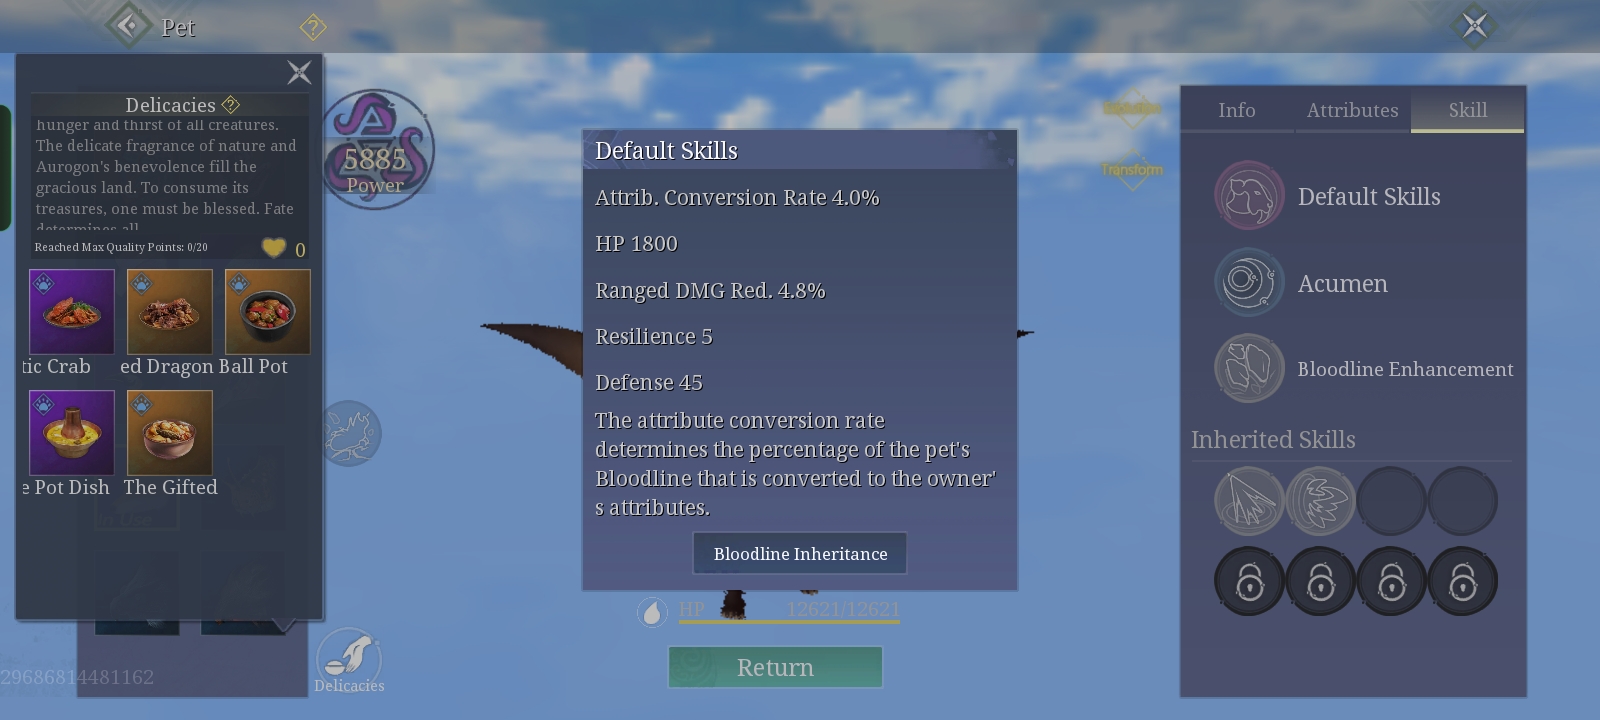 Pet
Delicacies
hunger and thirst of all creatures.
The delicate fragrance of nature and
Aurogon's benevolence fill the
gracious land. To consume its
treasures, one must be blessed. Fate
determines all.
Reached Max Quality Points: 0/20
0
tic Crab
ed Dragon
Ball Pot
e Pot Dish
The Gifted
In Use
29686814481162
Delicacies
5885
Power
Default Skills
Attrib. Conversion Rate 4.0%
HP 1800
Ranged DMG Red. 4.8%
Resilience 5
Defense 45
The attribute conversion rate
determines the percentage of the pet's
Bloodline that is converted to the owner'
s attributes.
Bloodline Inheritance
HP 12621/12621
Return
Transform
Info
Attributes
Skill
Default Skills
Acumen
Bloodline Enhancement
Inherited Skills